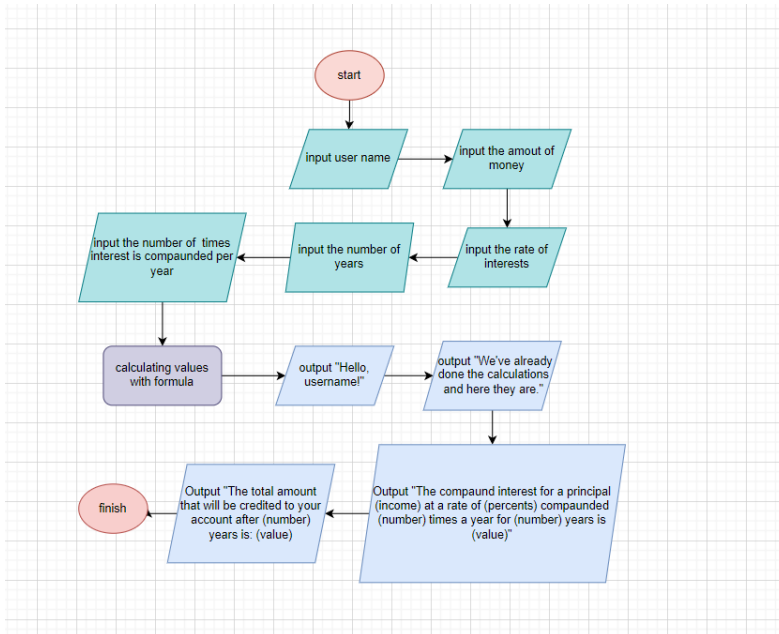 start
input user name
input the amout of
money
input the rate of
interests
input the number of
years
input the number of  times
interest is compaunded per
year
calculating values
with formula
output "Hello,
username!"
output "We've already
done the calculations
and here they are."
Output "The compaund interest for a principal
(income) at a rate of (percents) compaunded
(number) times a year for (number) years is
(value)"
Output "The total amount
that will be credited to your
account after (number)
years is: (value)
finish